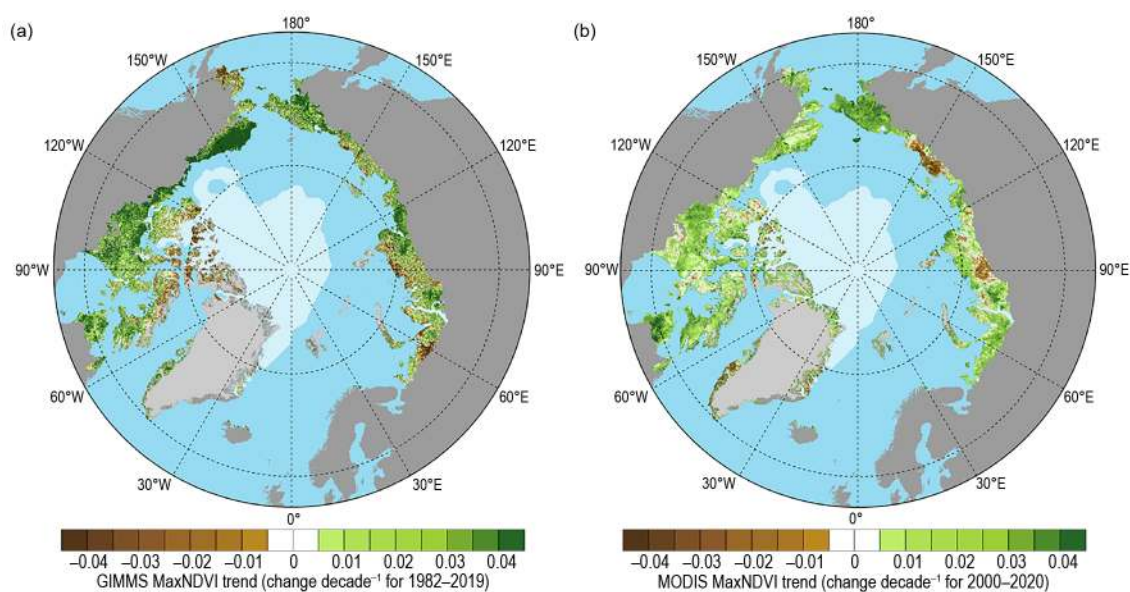 (a)
180°
150°W
150°E
120°W
120°E
90°W
90°E
60°W
60°E
30°W
30°E
0°
−0.04 −0.03 −0.02 −0.01 0 0.01 0.02 0.03 0.04
GIMMS MaxNDVI trend (change decade⁻¹ for 1982–2019)
(b)
180°
150°W
150°E
120°W
120°E
90°W
90°E
60°W
60°E
30°W
30°E
0°
−0.04 −0.03 −0.02 −0.01 0 0.01 0.02 0.03 0.04
MODIS MaxNDVI trend (change decade⁻¹ for 2000–2020)